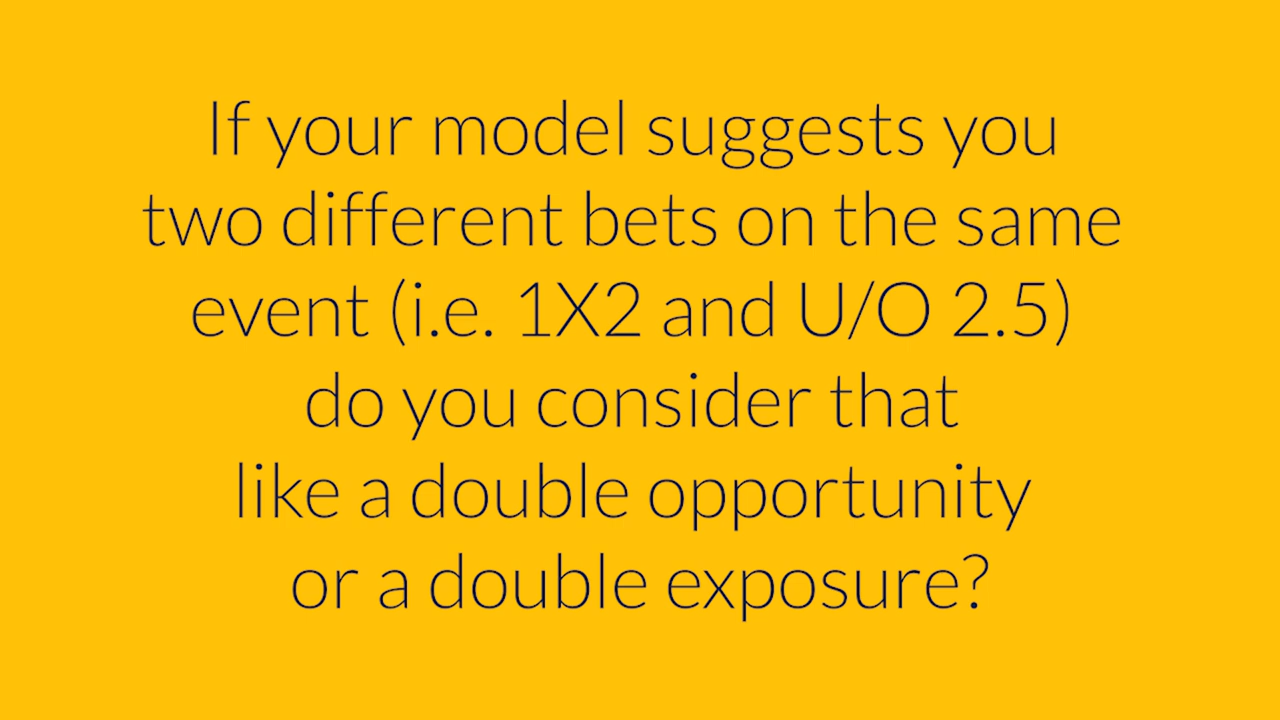 If your model suggests you
two different bets on the same
event (i.e. 1X2 and U/O 2.5)
do you consider that
like a double opportunity
or a double exposure?